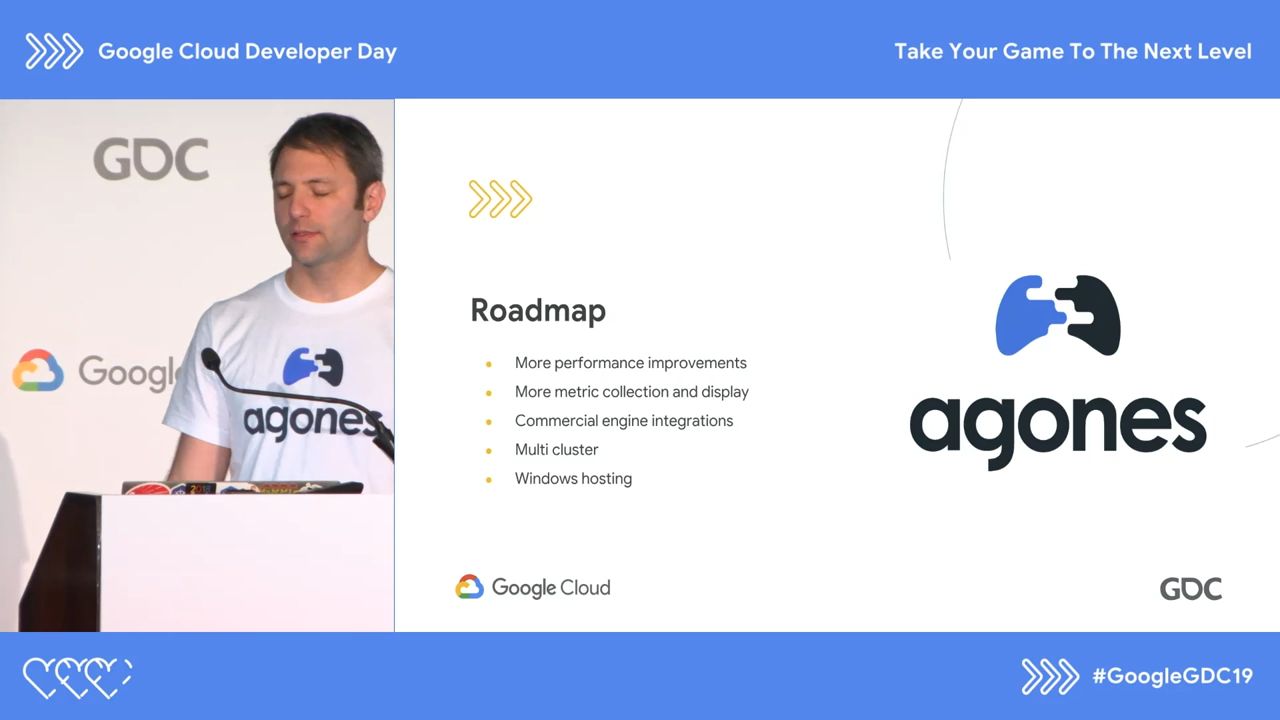 Google Cloud Developer Day
Take Your Game To The Next Level
GDC
Google
agones
Roadmap
More performance improvements
More metric collection and display
Commercial engine integrations
Multi cluster
Windows hosting
agones
Google Cloud
GDC
#GoogleGDC19